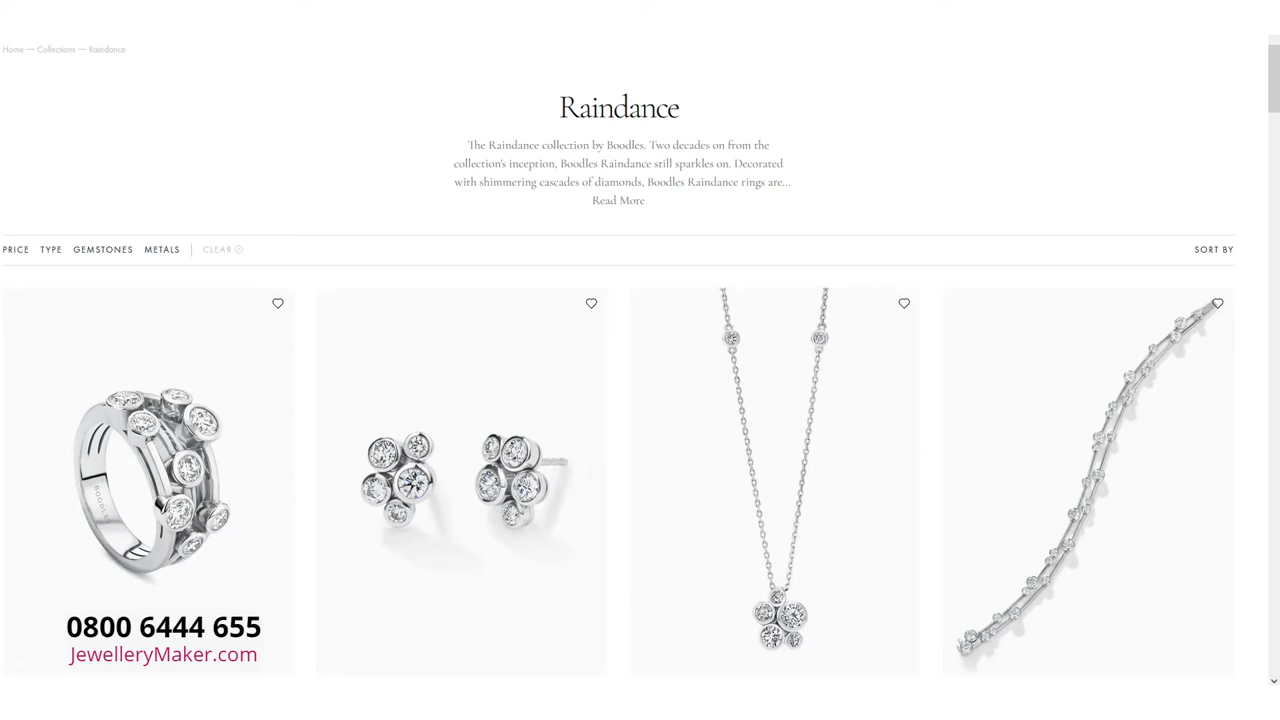 Home — Collections — Raindance
Raindance
The Raindance collection by Boodles. Two decades on from the
collection's inception, Boodles Raindance still sparkles on. Decorated
with shimmering cascades of diamonds, Boodles Raindance rings are...
Read More
PRICE TYPE GEMSTONES METALS CLEAR
SORT BY
BOODLES
0800 6444 655
JewelleryMaker.com